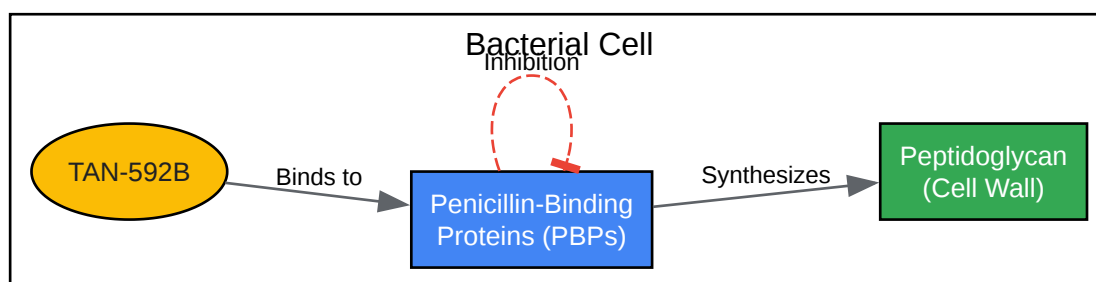 Bacterial Cell
Inhibition
TAN-592B
Binds to
Penicillin-Binding
Proteins (PBPs)
Synthesizes
Peptidoglycan
(Cell Wall)